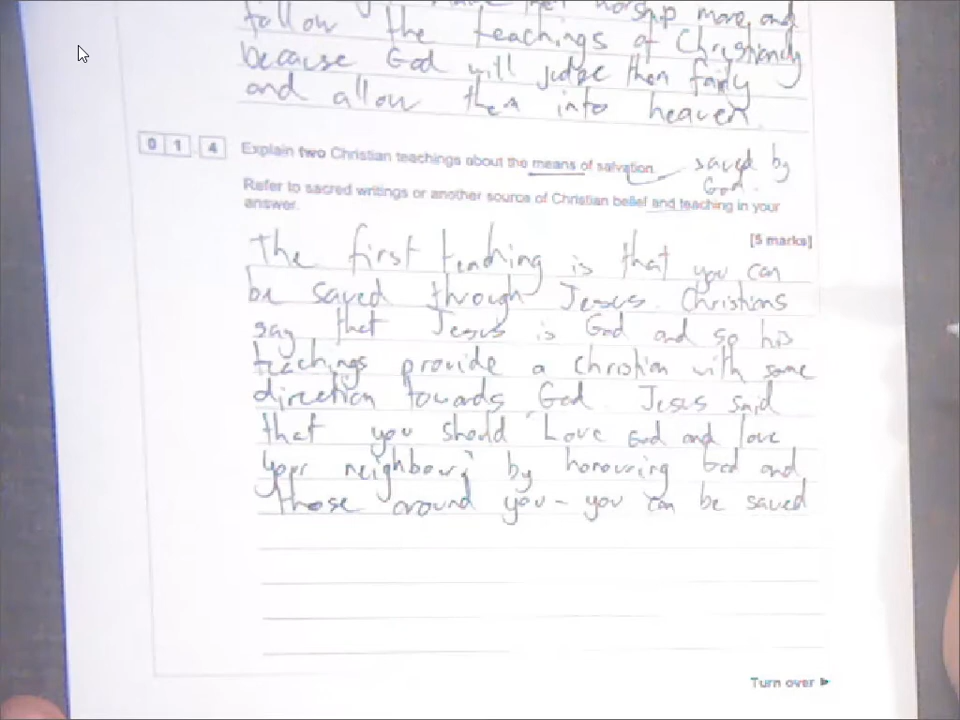 follow the teachings of Christianity
because God will judge them fairly
and allow them into heaven.
0 1 4 Explain two Christian teachings about the means of salvation. saved by
God.
Refer to sacred writings or another source of Christian belief and teaching in your
answer.
[5 marks]
The first teaching is that you can
be saved through Jesus. Christians
say that Jesus is God and so his
teachings provide a Christian with some
direction towards God. Jesus said
that you should 'Love God and love
your neighbour' by honouring God and
those around you - you can be saved
Turn over ►